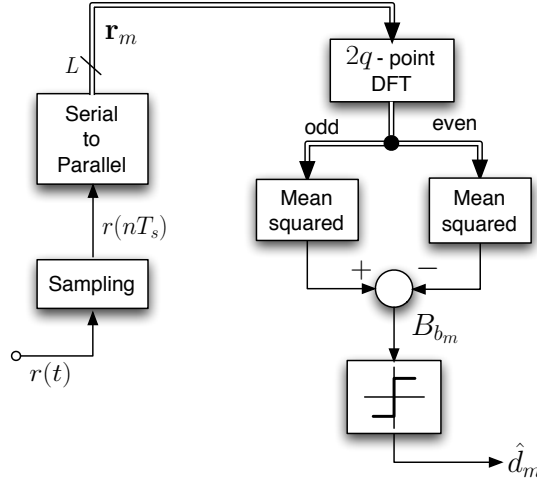 𝐫_m
L
Serial
to
Parallel
r(nT_s)
Sampling
r(t)
2q - point
DFT
odd
even
Mean
squared
Mean
squared
+
−
B_{b_m}
\hat{d}_m